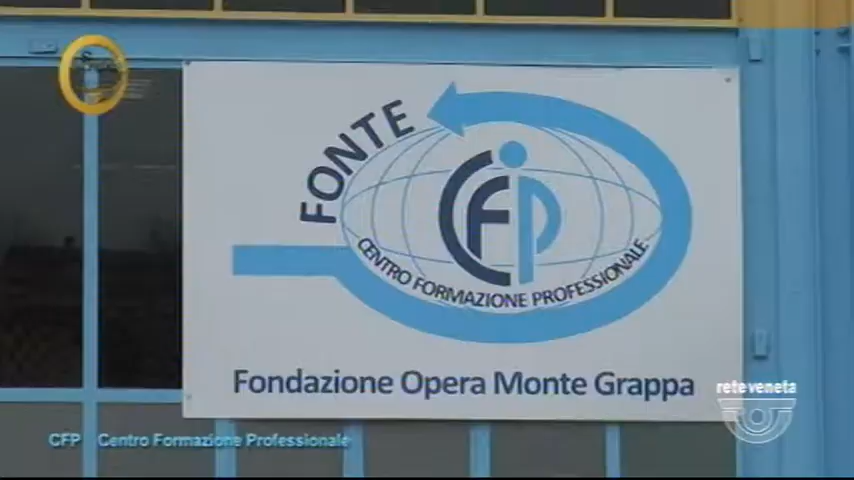 FONTE
CFP
CENTRO FORMAZIONE PROFESSIONALE
Fondazione Opera Monte Grappa
reteveneta
CFP Centro Formazione Professionale